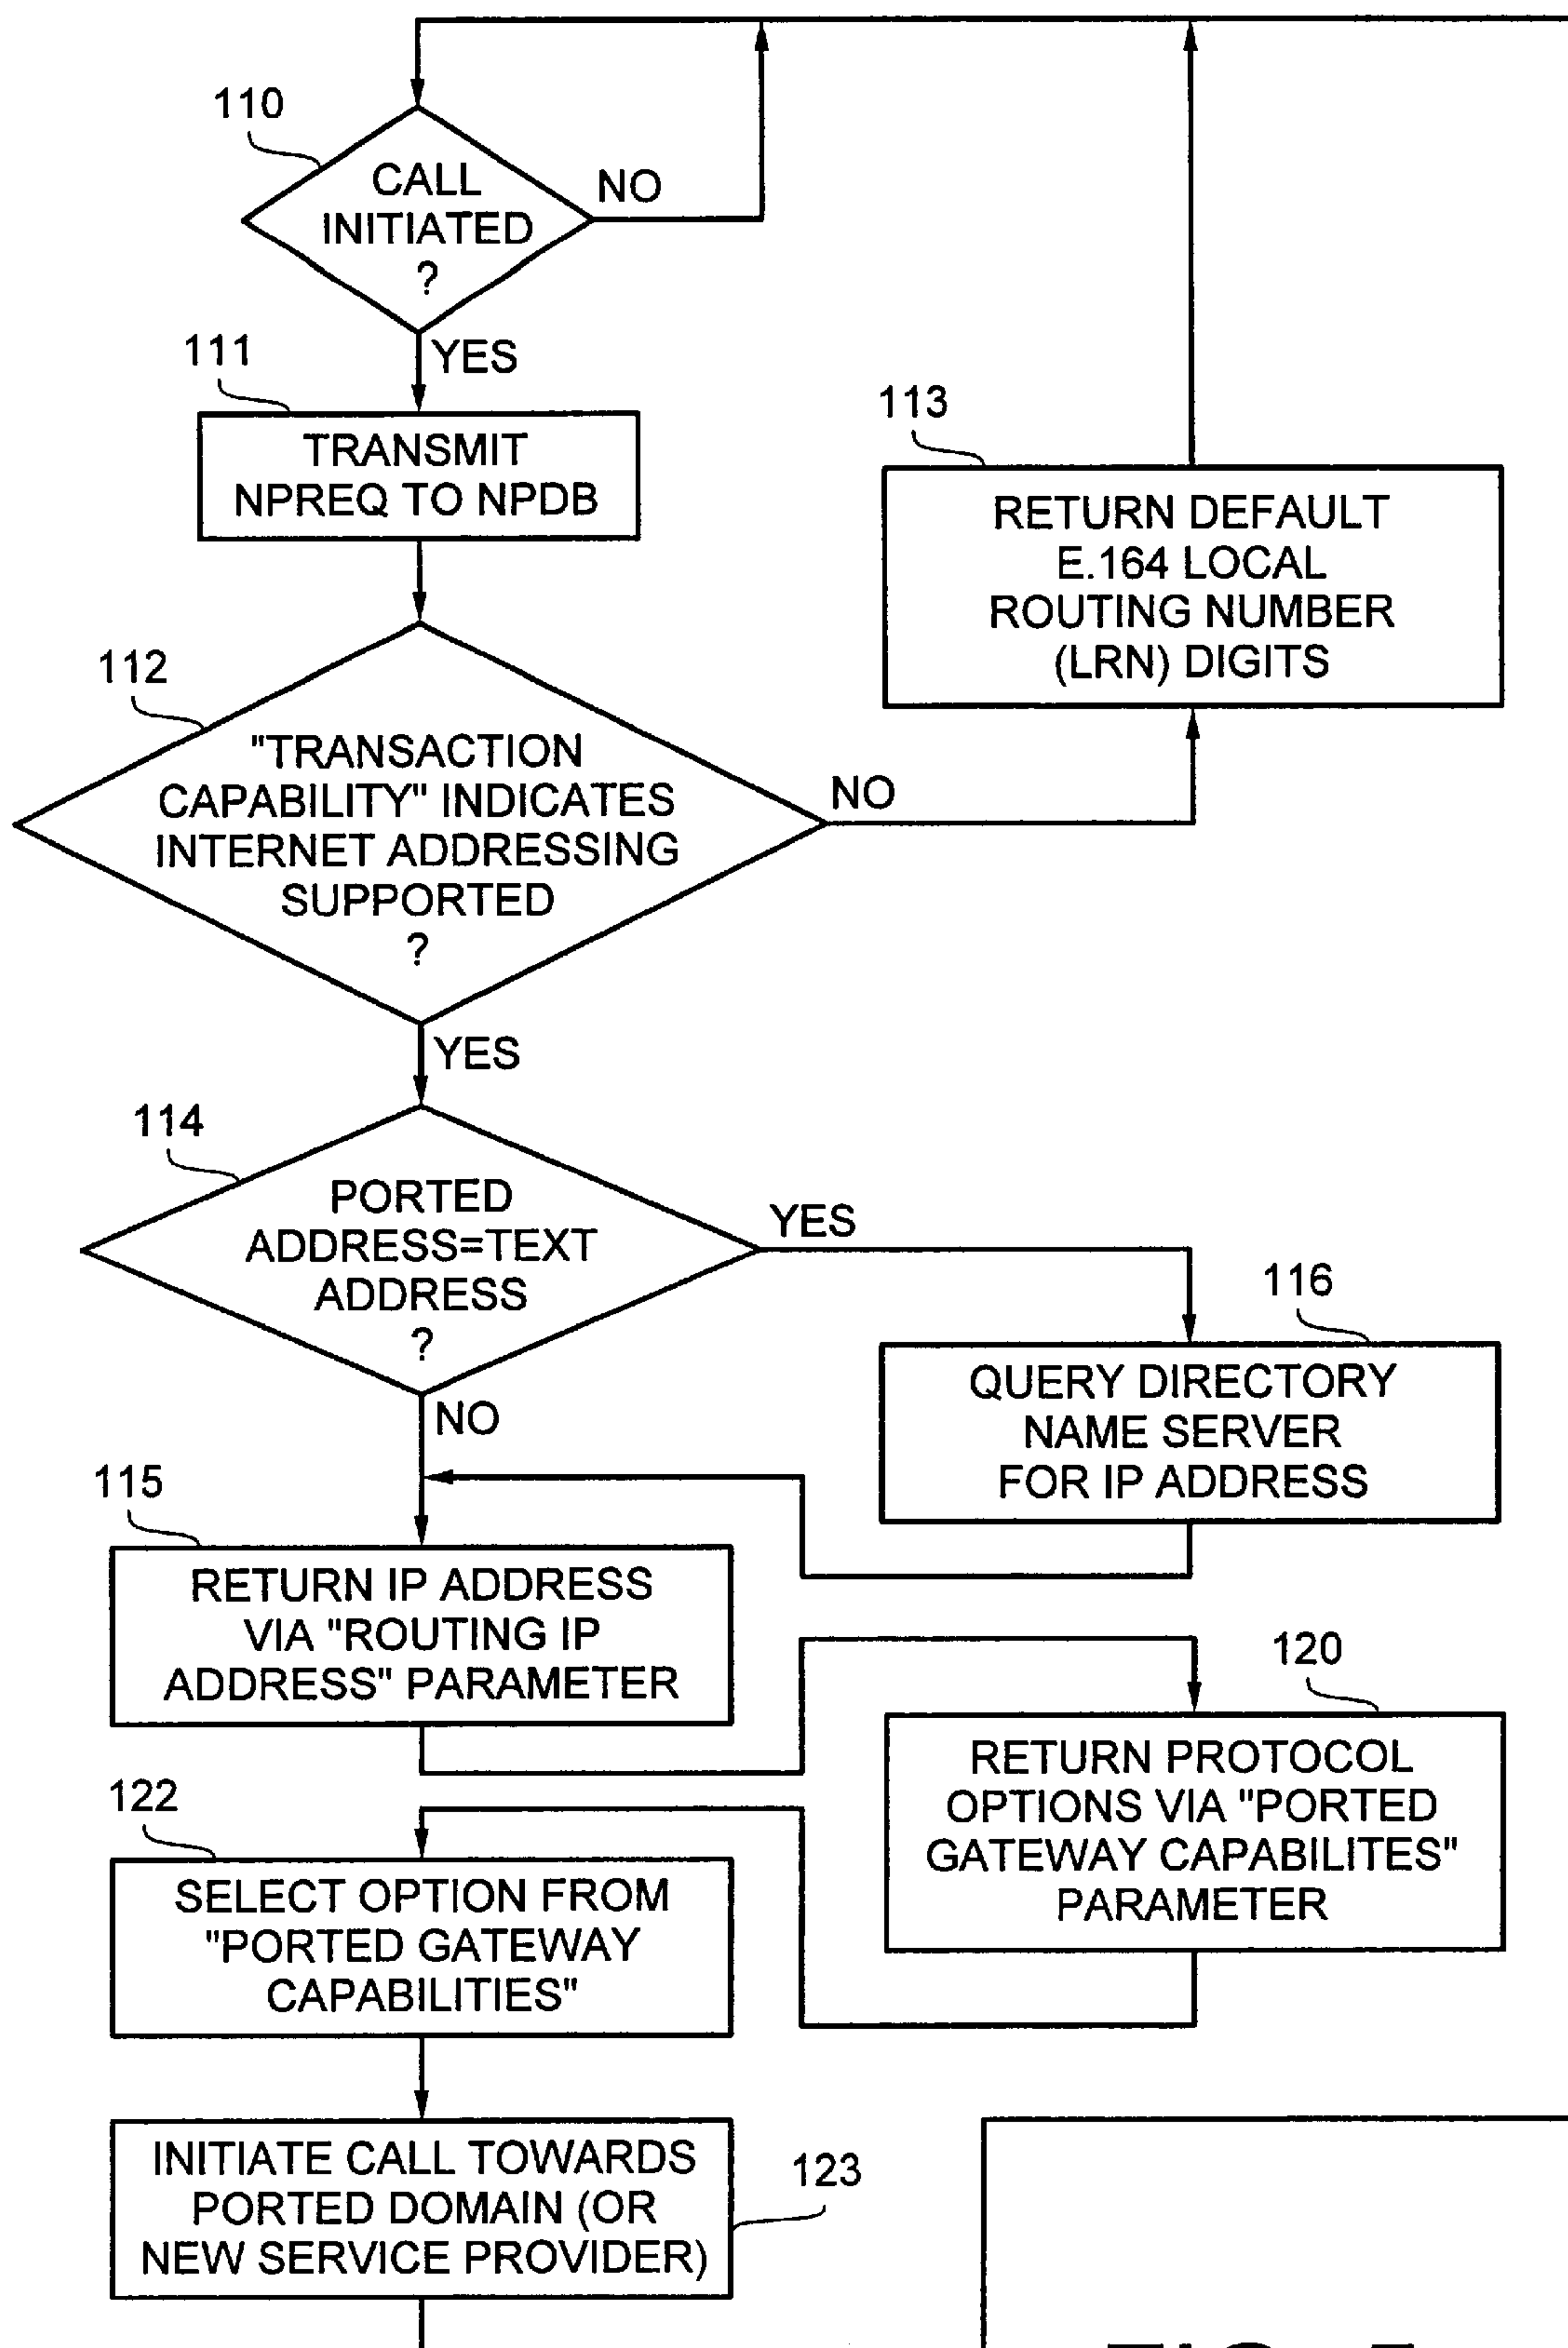 110
CALL
INITIATED
?
NO
YES
111
TRANSMIT
NPREQ TO NPDB
113
RETURN DEFAULT
E.164 LOCAL
ROUTING NUMBER
(LRN) DIGITS
112
"TRANSACTION
CAPABILITY" INDICATES
INTERNET ADDRESSING
SUPPORTED
?
NO
YES
114
PORTED
ADDRESS=TEXT
ADDRESS
?
YES
NO
116
QUERY DIRECTORY
NAME SERVER
FOR IP ADDRESS
115
RETURN IP ADDRESS
VIA "ROUTING IP
ADDRESS" PARAMETER
120
RETURN PROTOCOL
OPTIONS VIA "PORTED
GATEWAY CAPABILITES"
PARAMETER
122
SELECT OPTION FROM
"PORTED GATEWAY
CAPABILITIES"
INITIATE CALL TOWARDS
PORTED DOMAIN (OR
NEW SERVICE PROVIDER)
123